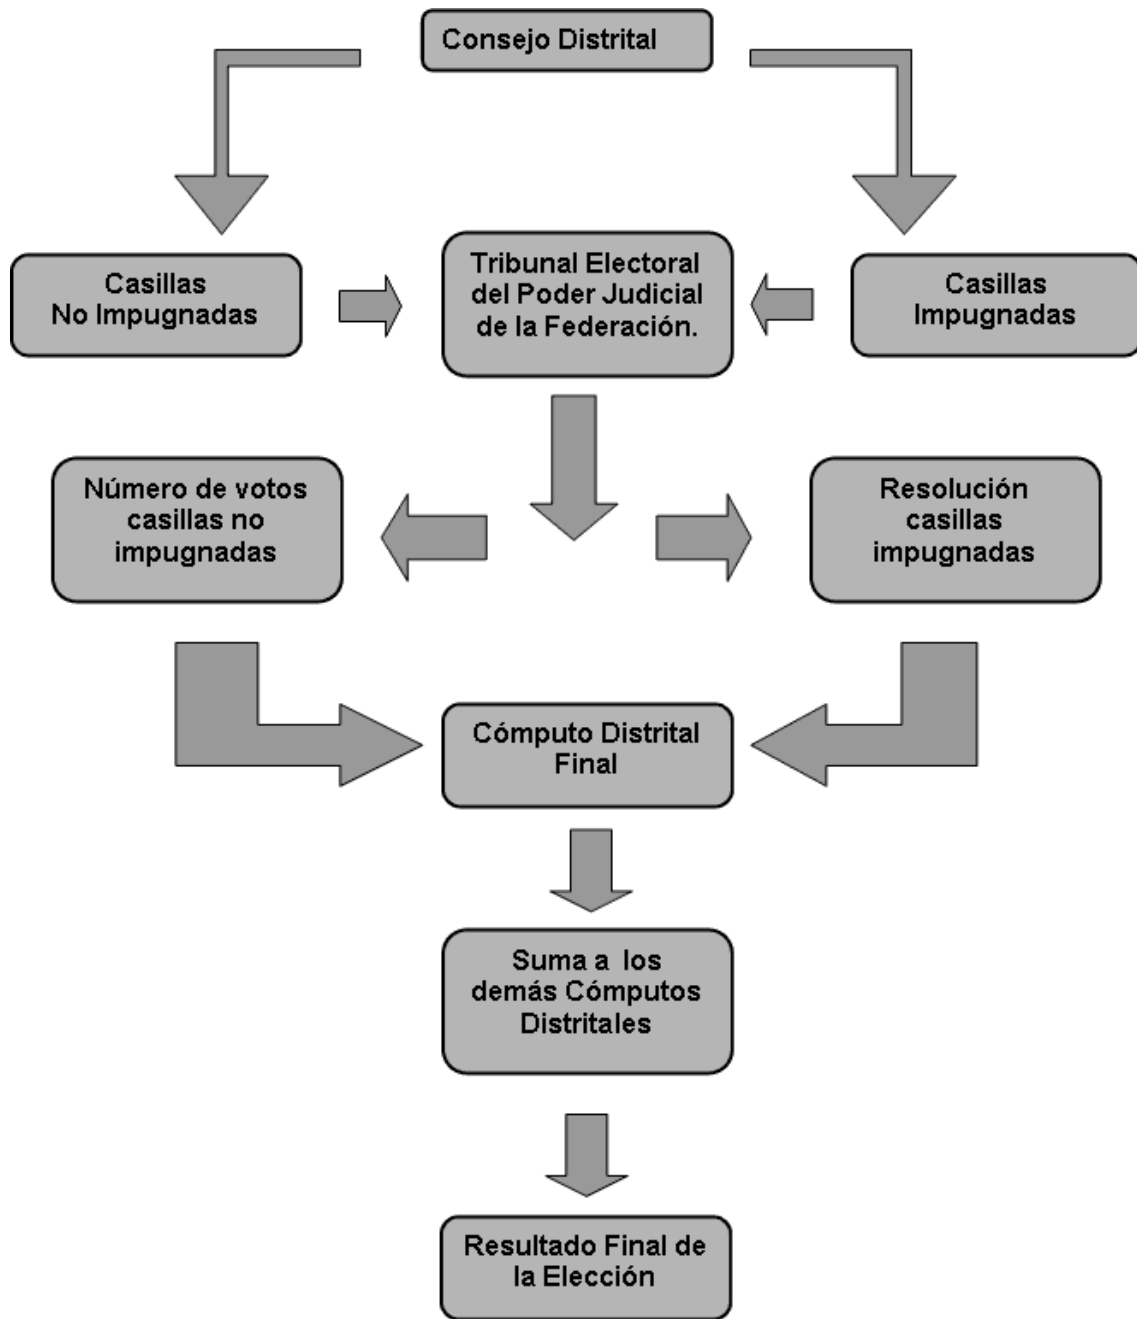 Consejo Distrital
Casillas
No Impugnadas
Tribunal Electoral
del Poder Judicial
de la Federación.
Casillas
Impugnadas
Número de votos
casillas no
impugnadas
Resolución
casillas
impugnadas
Cómputo Distrital
Final
Suma a  los
demás Cómputos
Distritales
Resultado Final de
la Elección